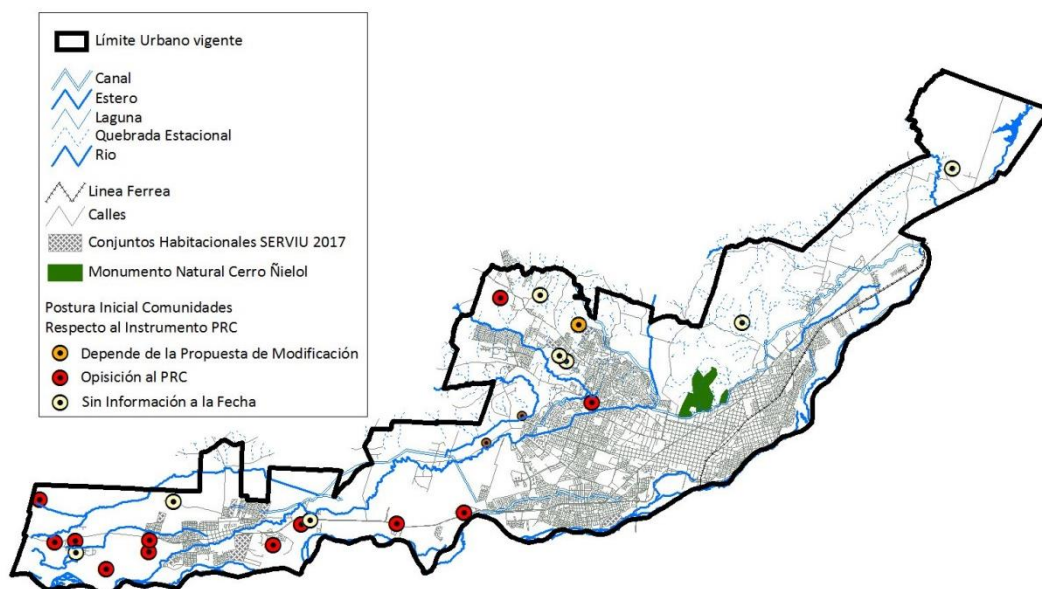 Límite Urbano vigente
Canal
Estero
Laguna
Quebrada Estacional
Rio
Linea Ferrea
Calles
Conjuntos Habitacionales SERVIU 2017
Monumento Natural Cerro Ñielol
Postura Inicial Comunidades
Respecto al Instrumento PRC
Depende de la Propuesta de Modificación
Opisición al PRC
Sin Información a la Fecha